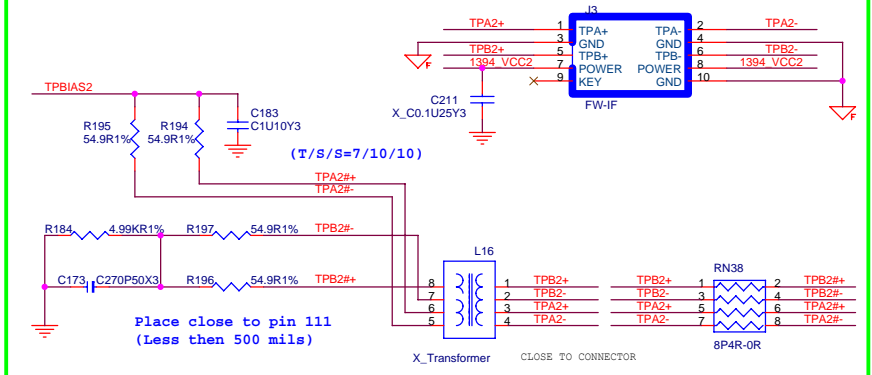 J3
TPA2+ 1 TPA+ TPA- 2 TPA2-
3 GND GND 4
TPB2+ 5 TPB+ TPB- 6 TPB2-
1394_VCC2 7 POWER POWER 8 1394_VCC2
9 KEY GND 10
F
F
FW-IF
C211
X_C0.1U25Y3
TPBIAS2
R195
54.9R1%
R194
54.9R1%
C183
C1U10Y3
(T/S/S=7/10/10)
TPA2#+
TPA2#-
R184 4.99KR1% R197 54.9R1% TPB2#-
C173 C270P50X3 R196 54.9R1% TPB2#+
Place close to pin 111
(Less then 500 mils)
L16
8 1 TPB2+ TPB2+
7 2 TPB2- TPB2-
6 3 TPA2+ TPA2+
5 4 TPA2- TPA2-
X_Transformer
CLOSE TO CONNECTOR
RN38
1 2 TPB2#+
3 4 TPB2#-
5 6 TPA2#+
7 8 TPA2#-
8P4R-0R